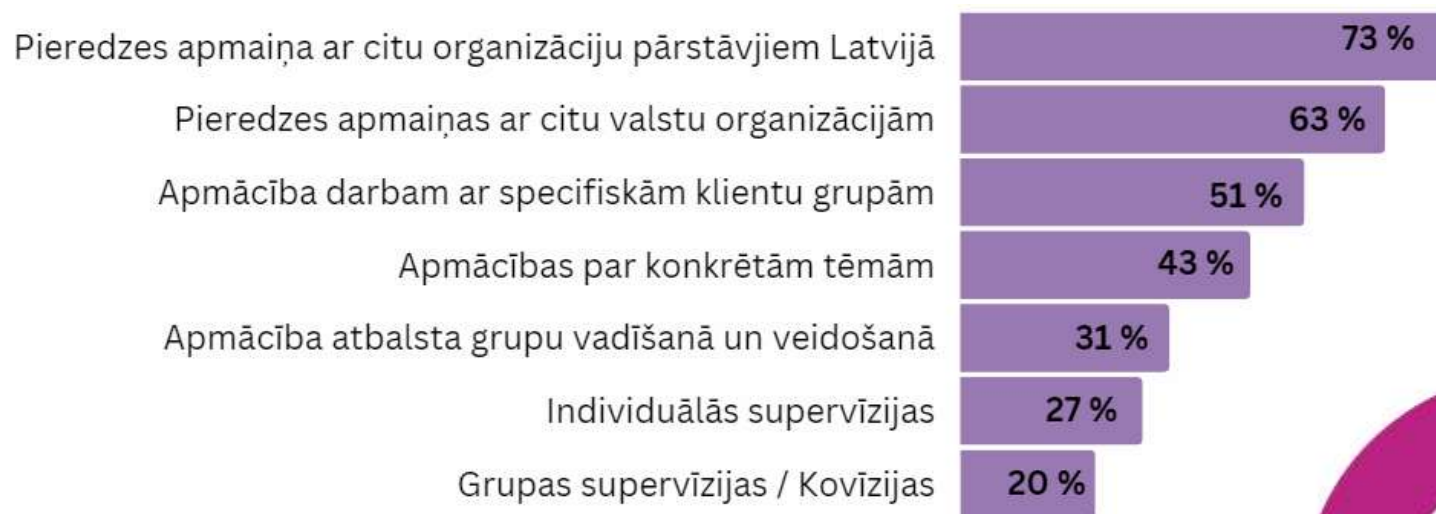 Pieredzes apmaiņa ar citu organizāciju pārstāvjiem Latvijā 73 %
Pieredzes apmaiņas ar citu valstu organizācijām 63 %
Apmācība darbam ar specifiskām klientu grupām 51 %
Apmācības par konkrētām tēmām 43 %
Apmācība atbalsta grupu vadīšanā un veidošanā 31 %
Individuālās supervīzijas 27 %
Grupas supervīzijas / Kovīzijas 20 %